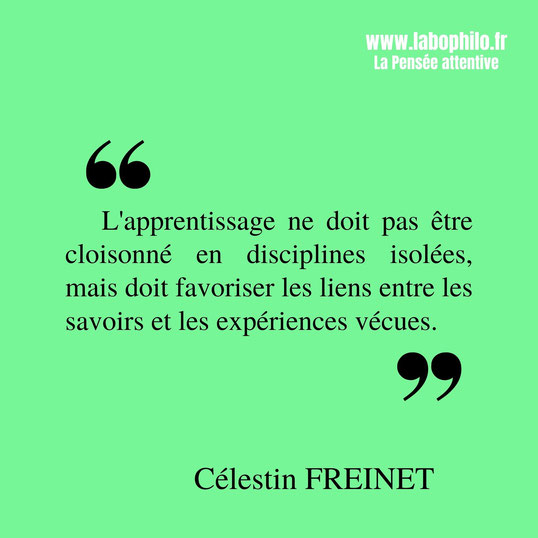 www.labophilo.fr
La Pensée attentive
“
L'apprentissage ne doit pas être
cloisonné en disciplines isolées,
mais doit favoriser les liens entre les
savoirs et les expériences vécues.
”
Célestin FREINET